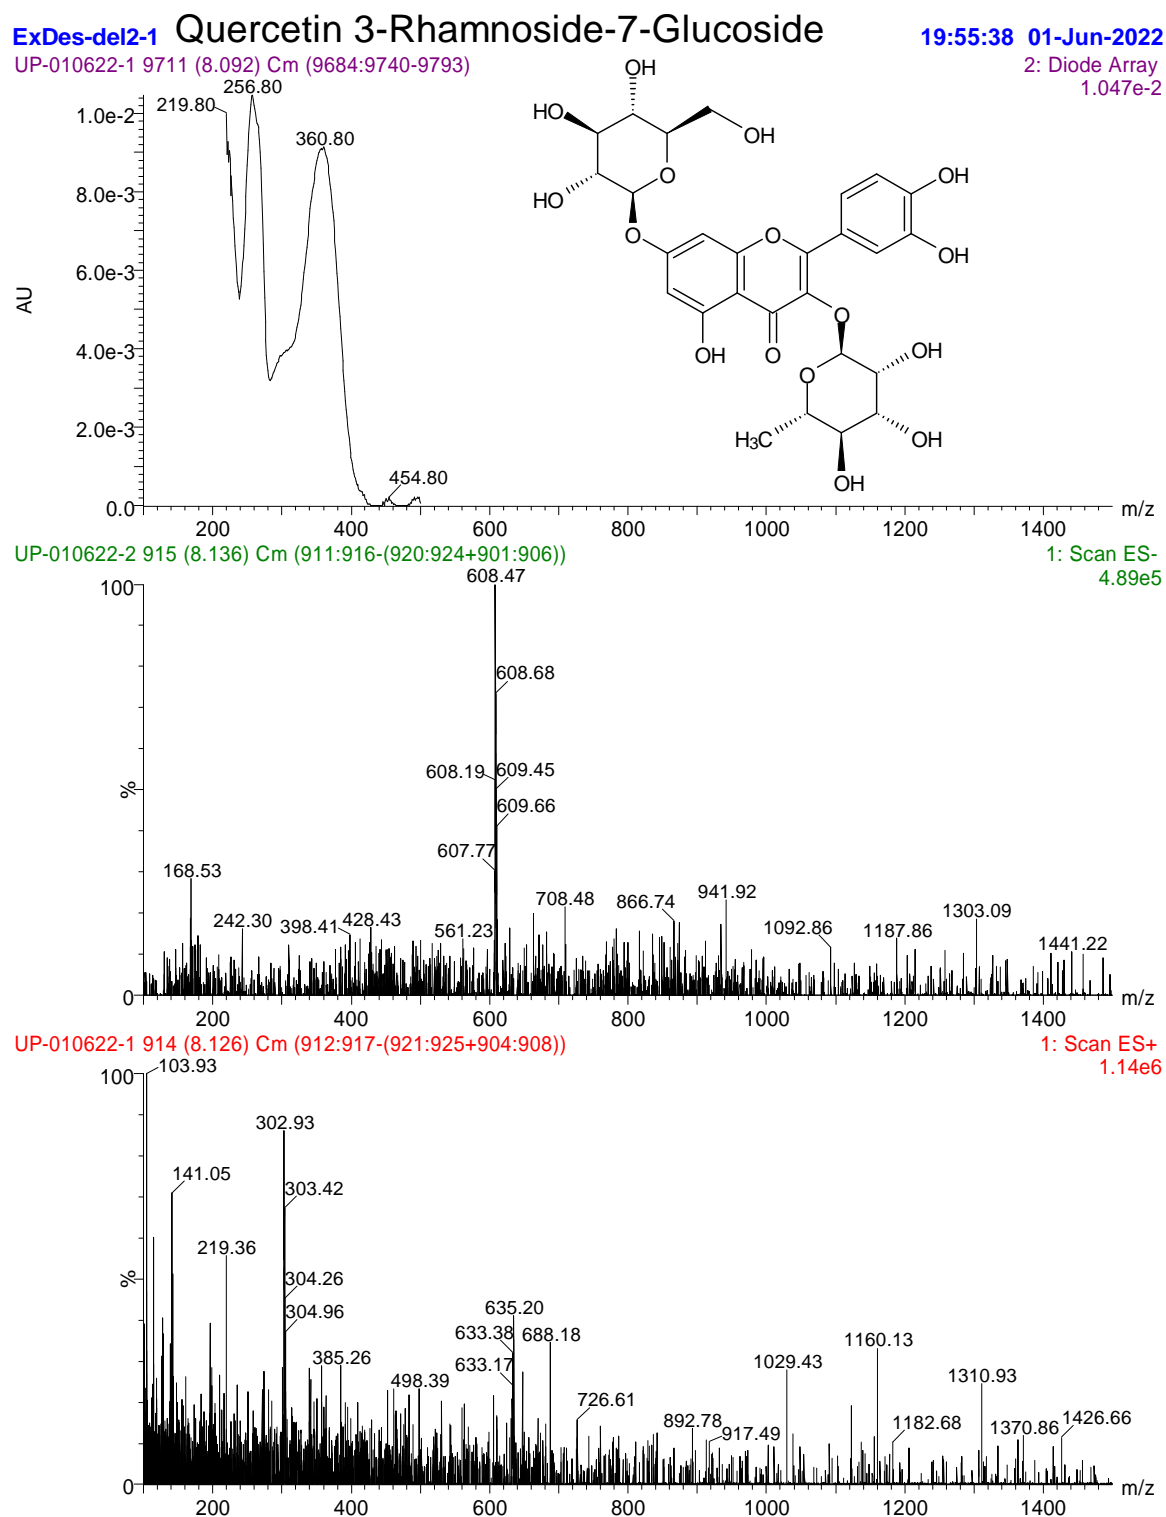 ExDes-del2-1 Quercetin 3-Rhamnoside-7-Glucoside 19:55:38 01-Jun-2022
UP-010622-1 9711 (8.092) Cm (9684:9740-9793) 2: Diode Array
1.047e-2
OH
256.80
219.80
1.0e-2
360.80
HO
OH
O
OH
8.0e-3
HO
O
O
OH
6.0e-3
AU
O
4.0e-3
OH
O
OH
O
2.0e-3
H3C
OH
454.80
OH
0.0
200 400 600 800 1000 1200 1400 m/z
UP-010622-2 915 (8.136) Cm (911:916-(920:924+901:906)) 1: Scan ES-
4.89e5
100
608.47
608.68
608.19
609.45
%
609.66
607.77
168.53
242.30
398.41
428.43
561.23
708.48
866.74
941.92
1092.86
1187.86
1303.09
1441.22
0
200 400 600 800 1000 1200 1400 m/z
UP-010622-1 914 (8.126) Cm (912:917-(921:925+904:908)) 1: Scan ES+
1.14e6
100
103.93
302.93
141.05
303.42
219.36
%
304.26
304.96
635.20
633.38
688.18
633.17
385.26
498.39
726.61
892.78
917.49
1029.43
1160.13
1182.68
1310.93
1370.86
1426.66
0
200 400 600 800 1000 1200 1400 m/z